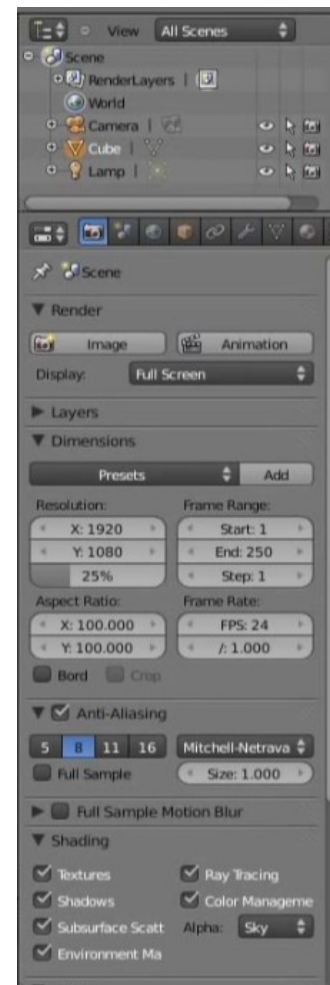 View All Scenes
Scene
RenderLayers
World
Camera
Cube
Lamp
Scene
Render
Image Animation
Display: Full Screen
Layers
Dimensions
Presets Add
Resolution: Frame Range:
X: 1920 Start: 1
Y: 1080 End: 250
25% Step: 1
Aspect Ratio: Frame Rate:
X: 100.000 FPS: 24
Y: 100.000 /: 1.000
Bord Crop
Anti-Aliasing
5 8 11 16 Mitchell-Netrava
Full Sample Size: 1.000
Full Sample Motion Blur
Shading
Textures Ray Tracing
Shadows Color Manageme
Subsurface Scatt Alpha: Sky
Environment Ma